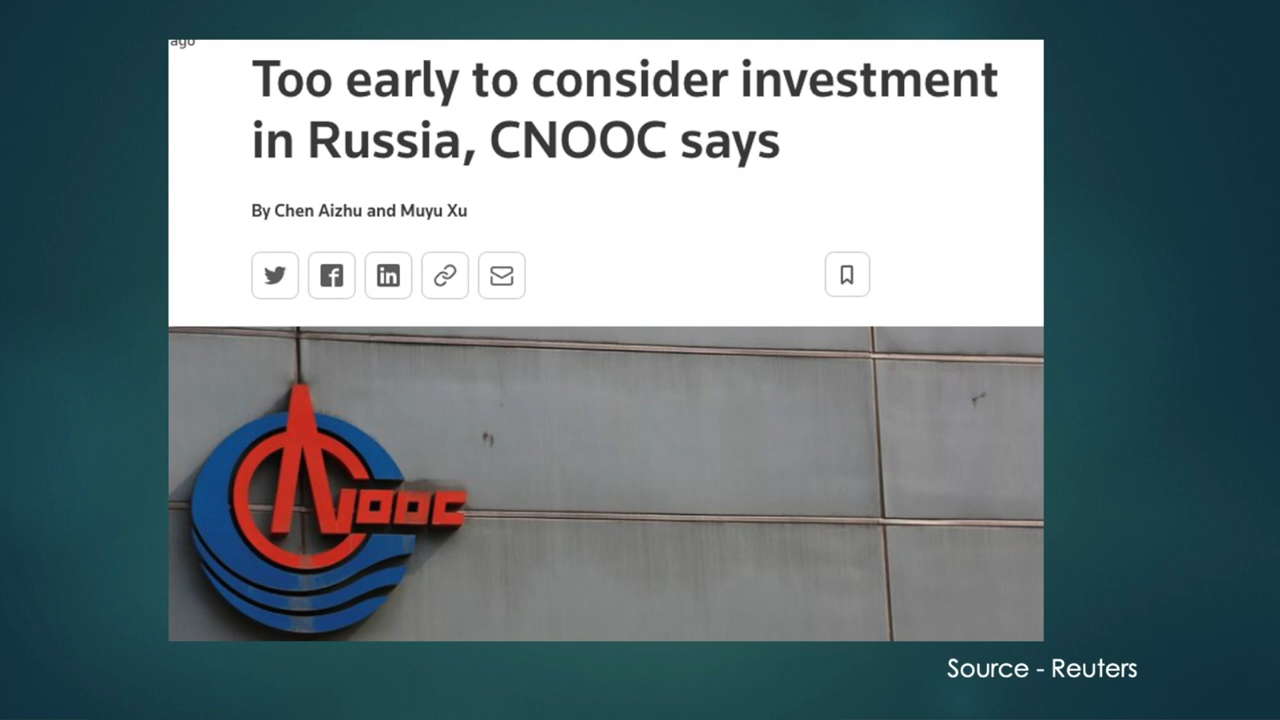 ago
Too early to consider investment
in Russia, CNOOC says
By Chen Aizhu and Muyu Xu
CNOOC
Source - Reuters